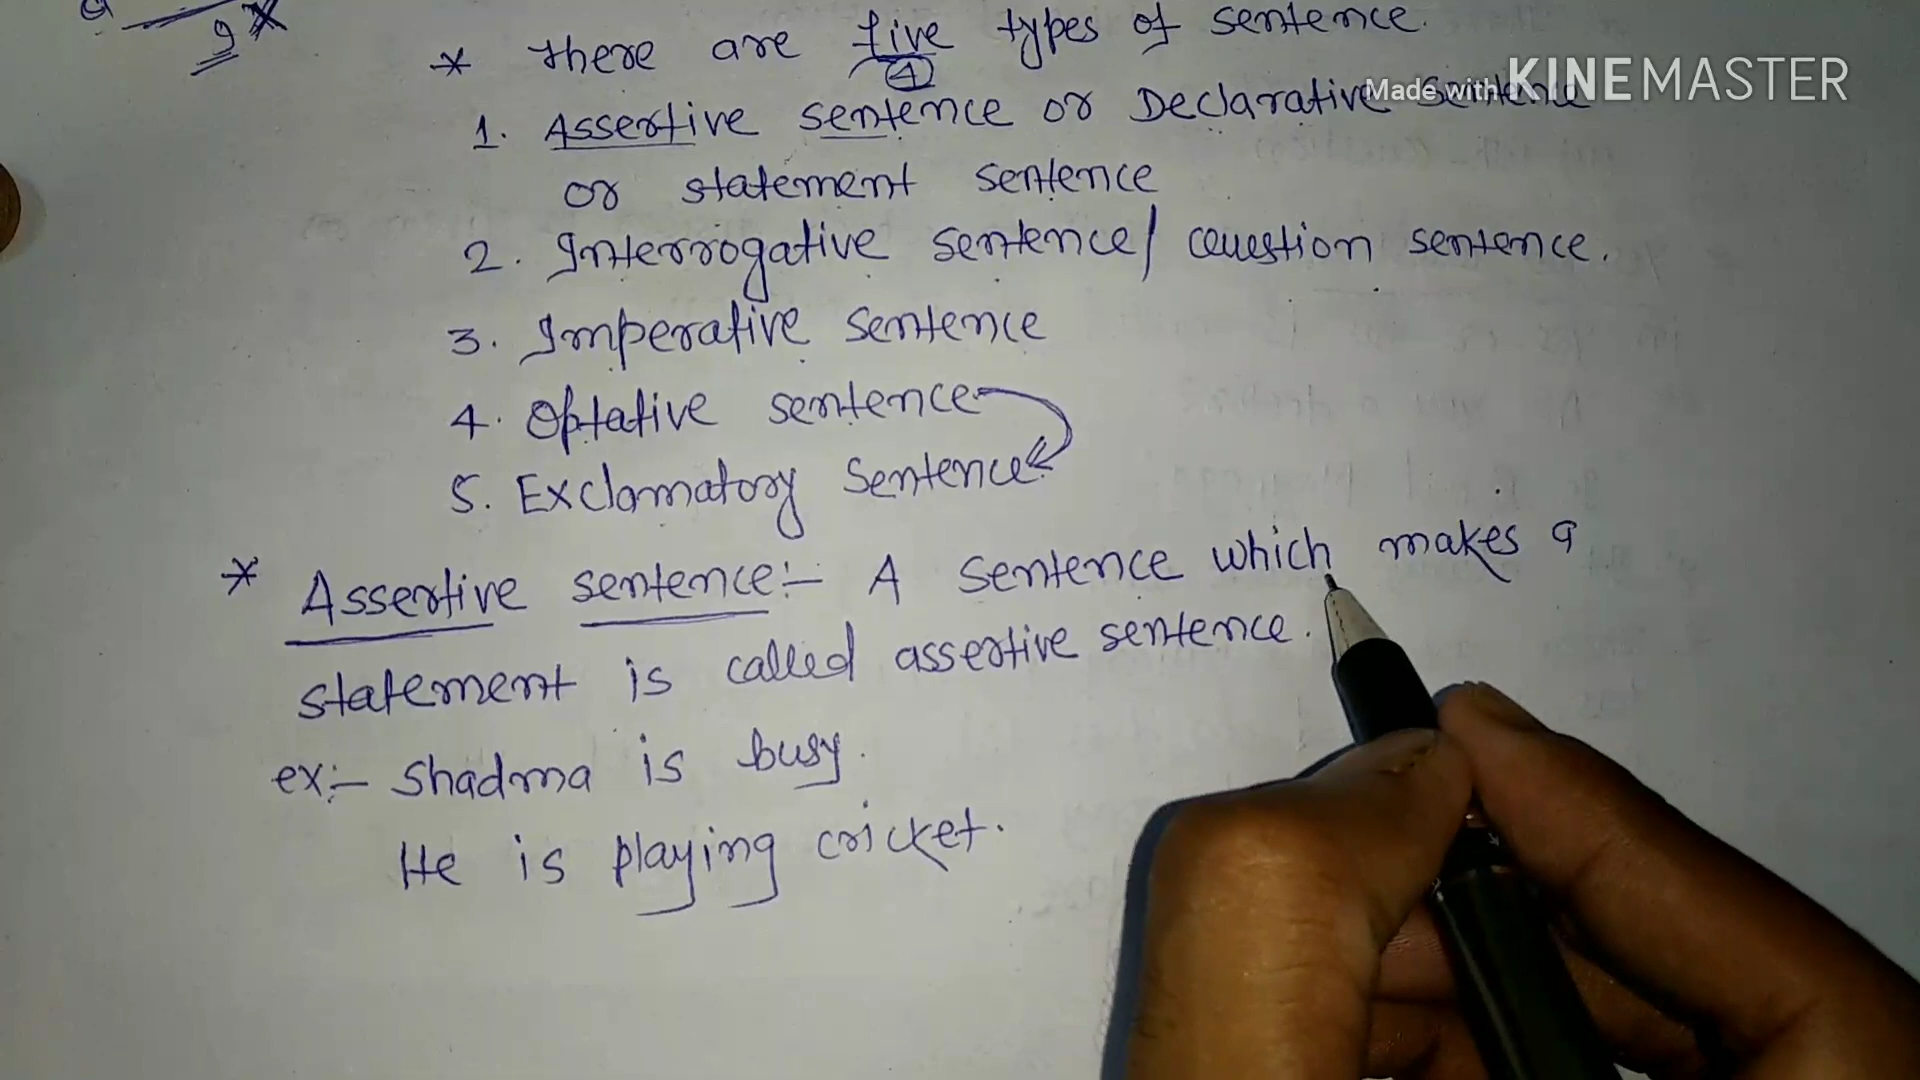 * There are five types of sentence.
4
Made with KINEMASTER
1. Assertive sentence or Declarative sentence
or statement sentence
2. Interrogative sentence/ Question sentence.
3. Imperative sentence
4. Optative sentence
5. Exclamatory sentence
* Assertive sentence:- A sentence which makes a
statement is called assertive sentence.
ex:- Shadma is busy.
He is playing cricket.